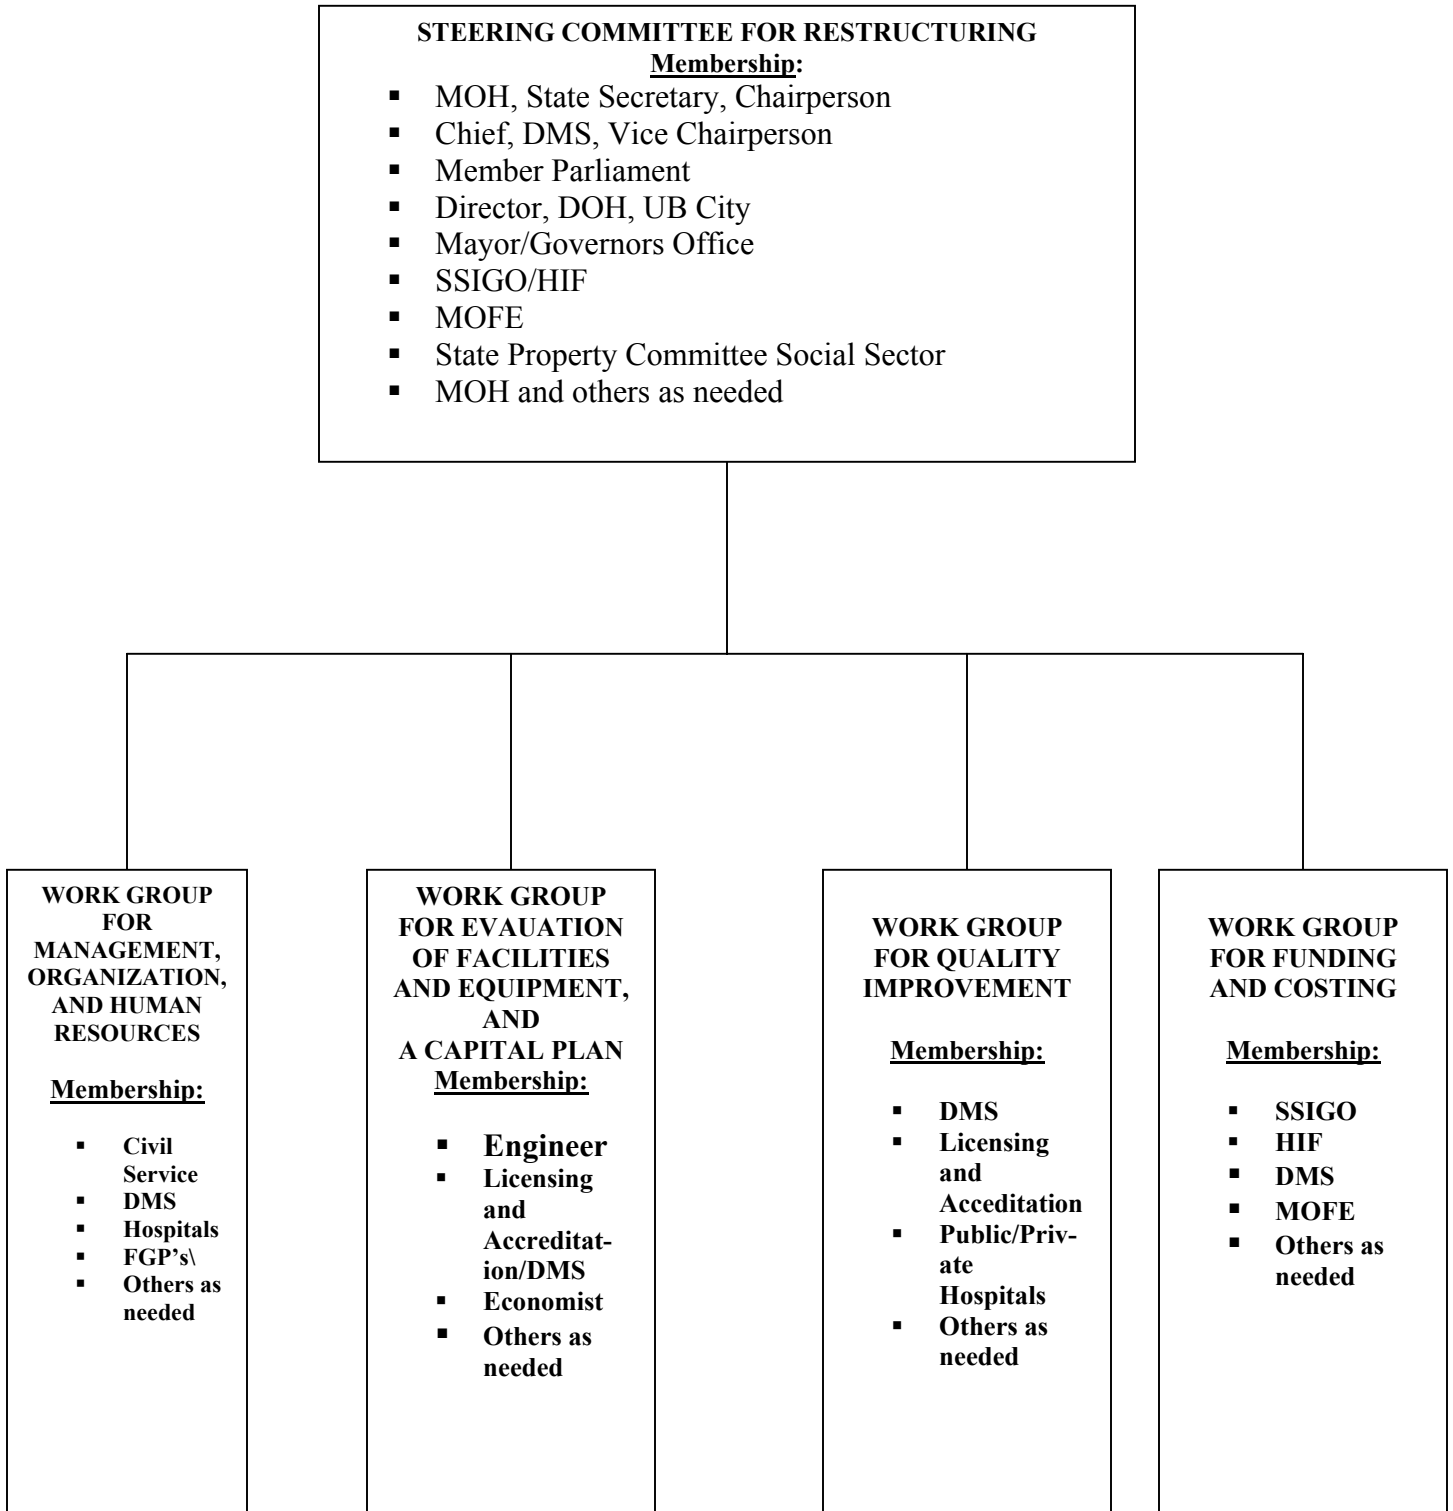 STEERING COMMITTEE FOR RESTRUCTURING
Membership:
▪ MOH, State Secretary, Chairperson
▪ Chief, DMS, Vice Chairperson
▪ Member Parliament
▪ Director, DOH, UB City
▪ Mayor/Governors Office
▪ SSIGO/HIF
▪ MOFE
▪ State Property Committee Social Sector
▪ MOH and others as needed
WORK GROUP
FOR
MANAGEMENT,
ORGANIZATION,
AND HUMAN
RESOURCES
Membership:
▪ Civil
Service
▪ DMS
▪ Hospitals
▪ FGP’s\
▪ Others as
needed
WORK GROUP
FOR EVAUATION
OF FACILITIES
AND EQUIPMENT,
AND
A CAPITAL PLAN
Membership:
▪ Engineer
▪ Licensing
and
Accreditat-
ion/DMS
▪ Economist
▪ Others as
needed
WORK GROUP
FOR QUALITY
IMPROVEMENT
Membership:
▪ DMS
▪ Licensing
and
Acceditation
▪ Public/Priv-
ate
Hospitals
▪ Others as
needed
WORK GROUP
FOR FUNDING
AND COSTING
Membership:
▪ SSIGO
▪ HIF
▪ DMS
▪ MOFE
▪ Others as
needed